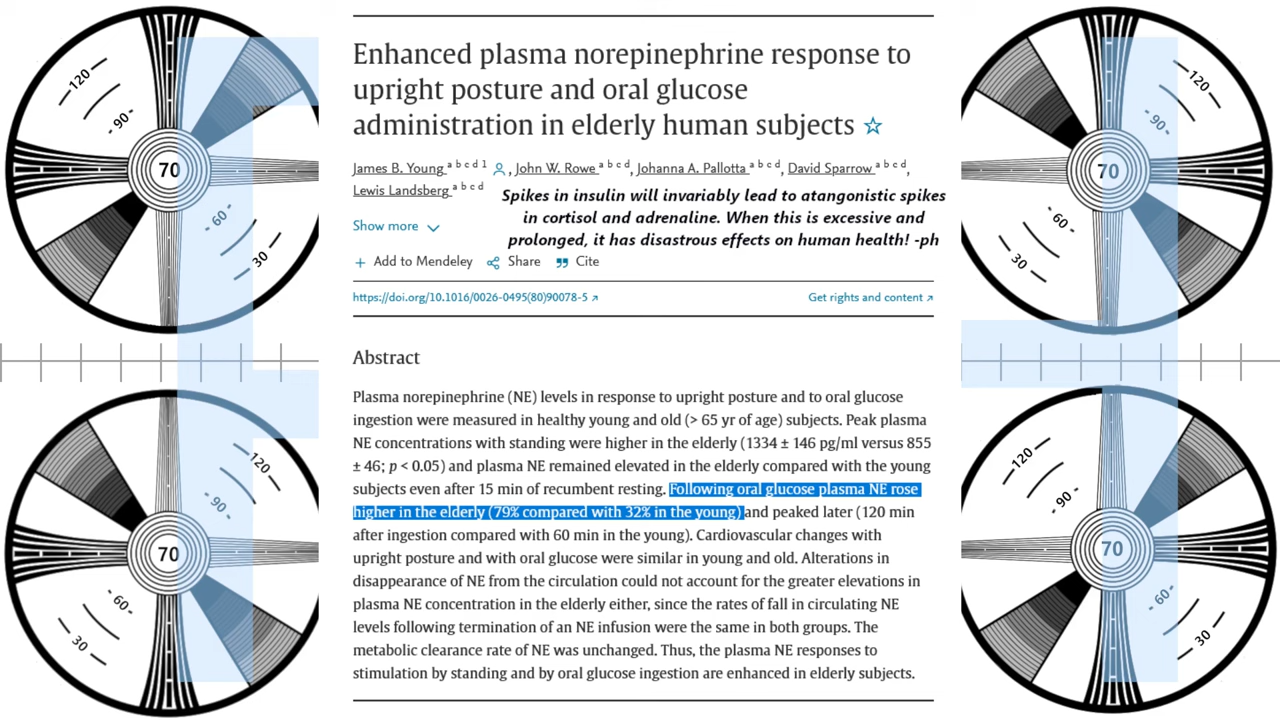 Enhanced plasma norepinephrine response to
upright posture and oral glucose
administration in elderly human subjects ☆
James B. Young a b c d 1, John W. Rowe a b c d, Johanna A. Pallotta a b c d, David Sparrow a b c d,
Lewis Landsberg a b c d
Spikes in insulin will invariably lead to atangonistic spikes
in cortisol and adrenaline. When this is excessive and
prolonged, it has disastrous effects on human health! -ph
Show more
+ Add to Mendeley Share Cite
https://doi.org/10.1016/0026-0495(80)90078-5 ↗ Get rights and content ↗
Abstract
Plasma norepinephrine (NE) levels in response to upright posture and to oral glucose
ingestion were measured in healthy young and old (> 65 yr of age) subjects. Peak plasma
NE concentrations with standing were higher in the elderly (1334 ± 146 pg/ml versus 855
± 46; p < 0.05) and plasma NE remained elevated in the elderly compared with the young
subjects even after 15 min of recumbent resting. Following oral glucose plasma NE rose
higher in the elderly (79% compared with 32% in the young) and peaked later (120 min
after ingestion compared with 60 min in the young). Cardiovascular changes with
upright posture and with oral glucose were similar in young and old. Alterations in
disappearance of NE from the circulation could not account for the greater elevations in
plasma NE concentration in the elderly either, since the rates of fall in circulating NE
levels following termination of an NE infusion were the same in both groups. The
metabolic clearance rate of NE was unchanged. Thus, the plasma NE responses to
stimulation by standing and by oral glucose ingestion are enhanced in elderly subjects.
120
- 90 -
70
- 60 -
30
120
- 90 -
70
- 60 -
30
120
- 90 -
70
- 60 -
30
120
- 90 -
70
- 60 -
30